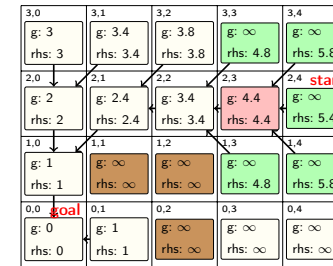 3,0 3,1 3,2 3,3 3,4
g: 3 g: 3.4 g: 3.8 g: ∞ g: ∞
rhs: 3 rhs: 3.4 rhs: 3.8 rhs: 4.8 rhs: 5.8
2,0 2,1 2,2 2,3 2,4 star
g: 2 g: 2.4 g: 3.4 g: 4.4 g: ∞
rhs: 2 rhs: 2.4 rhs: 3.4 rhs: 4.4 rhs: 5.4
1,0 1,1 1,2 1,3 1,4
g: 1 g: ∞ g: ∞ g: ∞ g: ∞
rhs: 1 rhs: ∞ rhs: ∞ rhs: 4.8 rhs: 5.8
0,0 goal 0,1 0,2 0,3 0,4
g: 0 g: 1 g: ∞ g: ∞ g: ∞
rhs: 0 rhs: 1 rhs: ∞ rhs: ∞ rhs: ∞